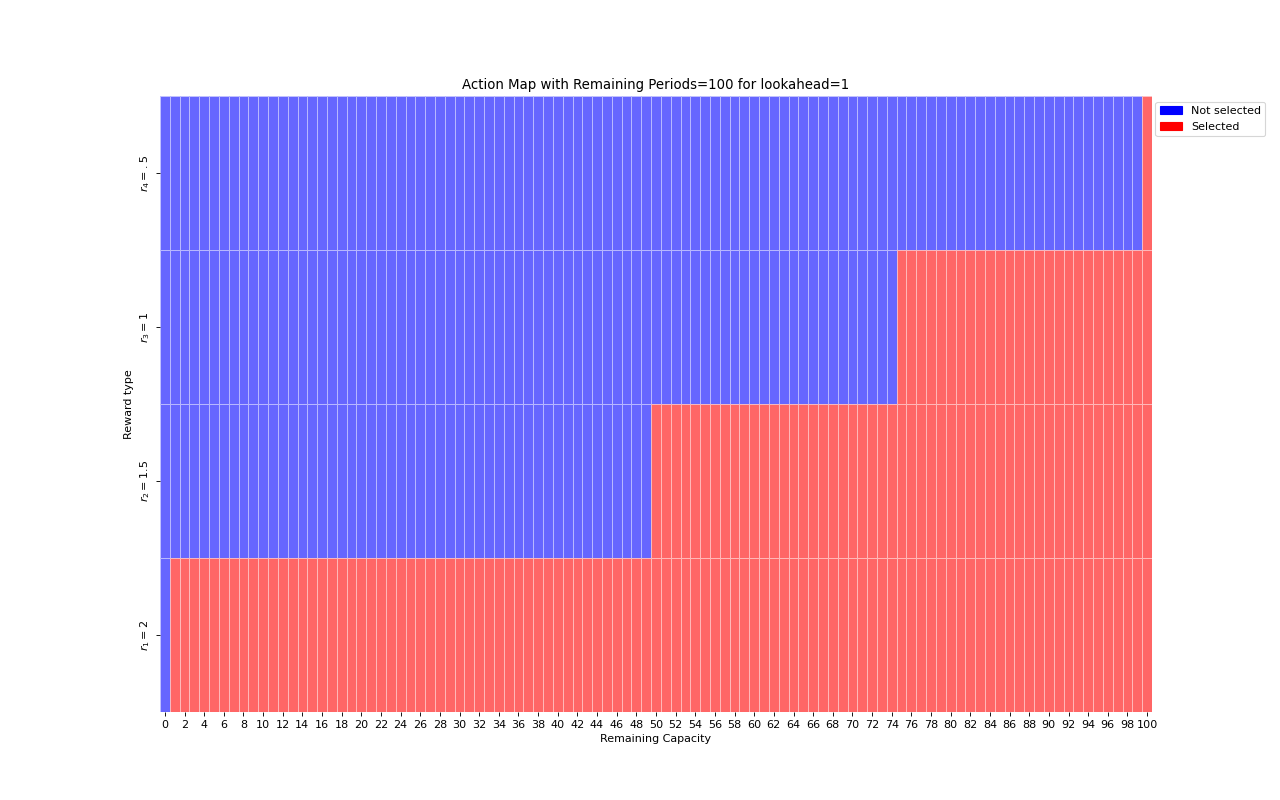 Action Map with Remaining Periods=100 for lookahead=1
Not selected
Selected
r₄ = .5
r₃ = 1
Reward type
r₂ = 1.5
r₁ = 2
0 2 4 6 8 10 12 14 16 18 20 22 24 26 28 30 32 34 36 38 40 42 44 46 48 50 52 54 56 58 60 62 64 66 68 70 72 74 76 78 80 82 84 86 88 90 92 94 96 98 100
Remaining Capacity